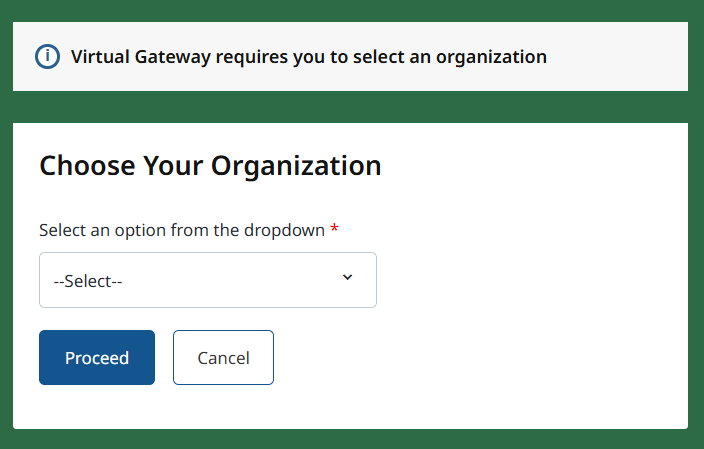 Virtual Gateway requires you to select an organization
Choose Your Organization
Select an option from the dropdown *
--Select--
Proceed
Cancel